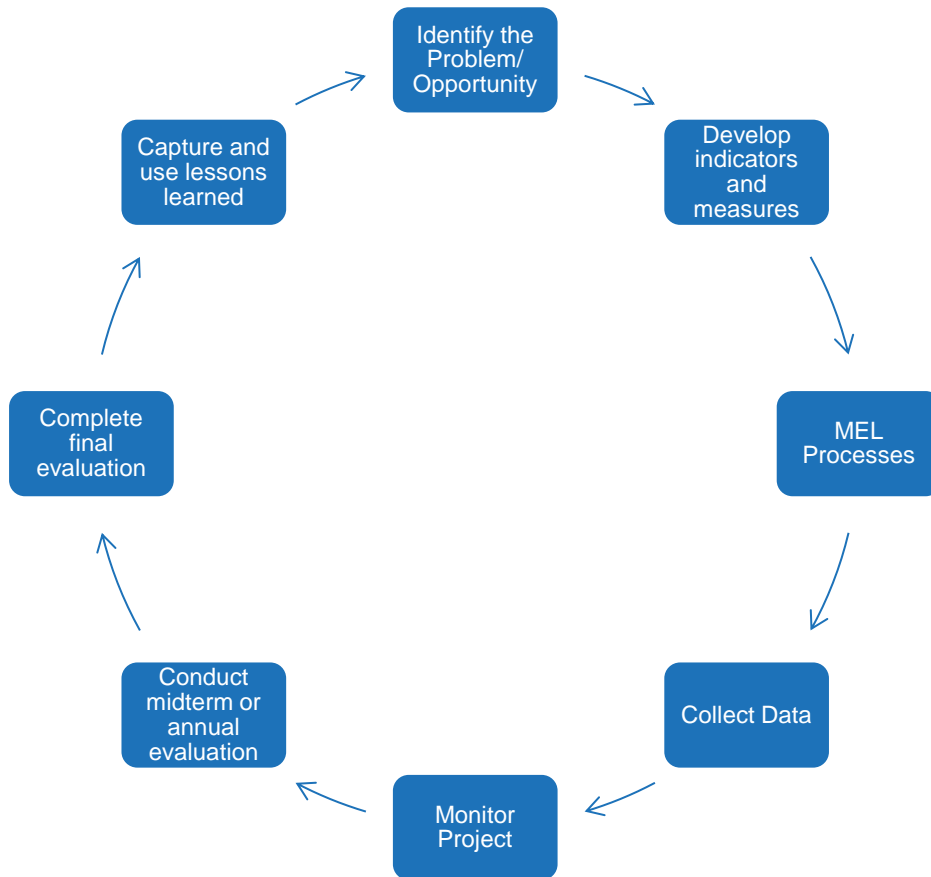 Identify the
Problem/
Opportunity
Develop
indicators
and
measures
MEL
Processes
Collect Data
Monitor
Project
Conduct
midterm or
annual
evaluation
Complete
final
evaluation
Capture and
use lessons
learned